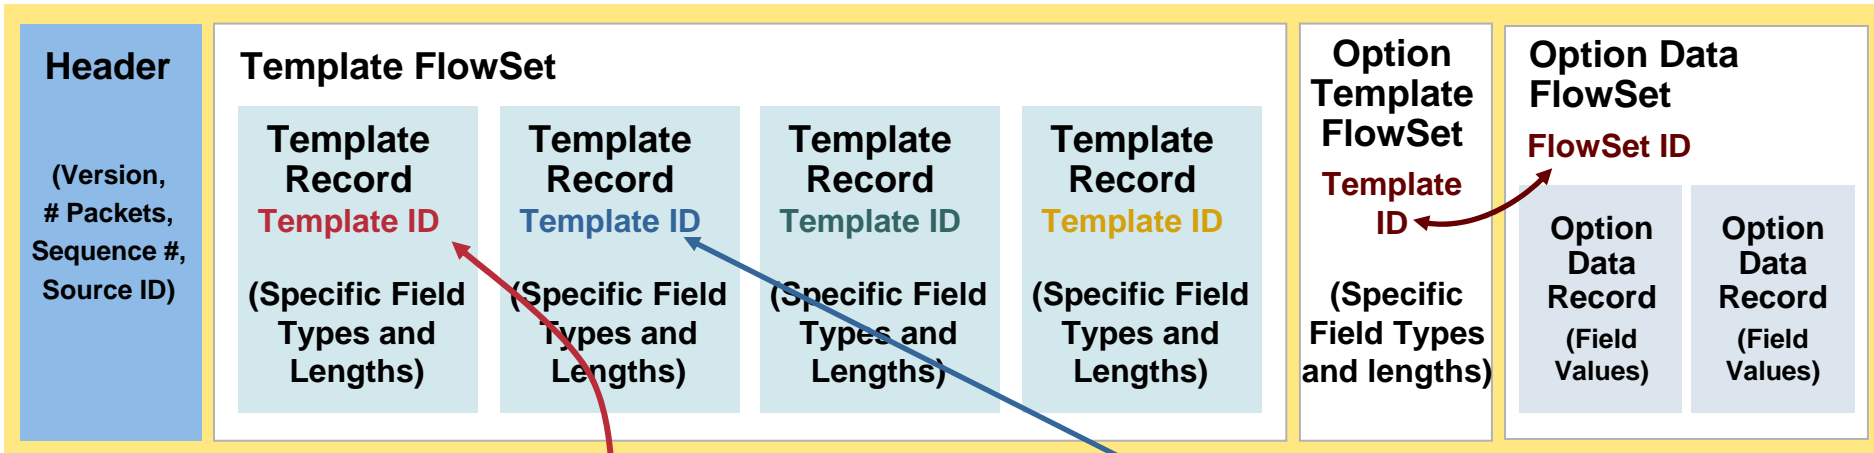 Header
(Version,
# Packets,
Sequence #,
Source ID)
Template FlowSet
Template
Record
Template ID
(Specific Field
Types and
Lengths)
Template
Record
Template ID
(Specific Field
Types and
Lengths)
Template
Record
Template ID
(Specific Field
Types and
Lengths)
Template
Record
Template ID
(Specific Field
Types and
Lengths)
Option
Template
FlowSet
Template
ID
(Specific
Field Types
and lengths)
Option Data
FlowSet
FlowSet ID
Option
Data
Record
(Field
Values)
Option
Data
Record
(Field
Values)